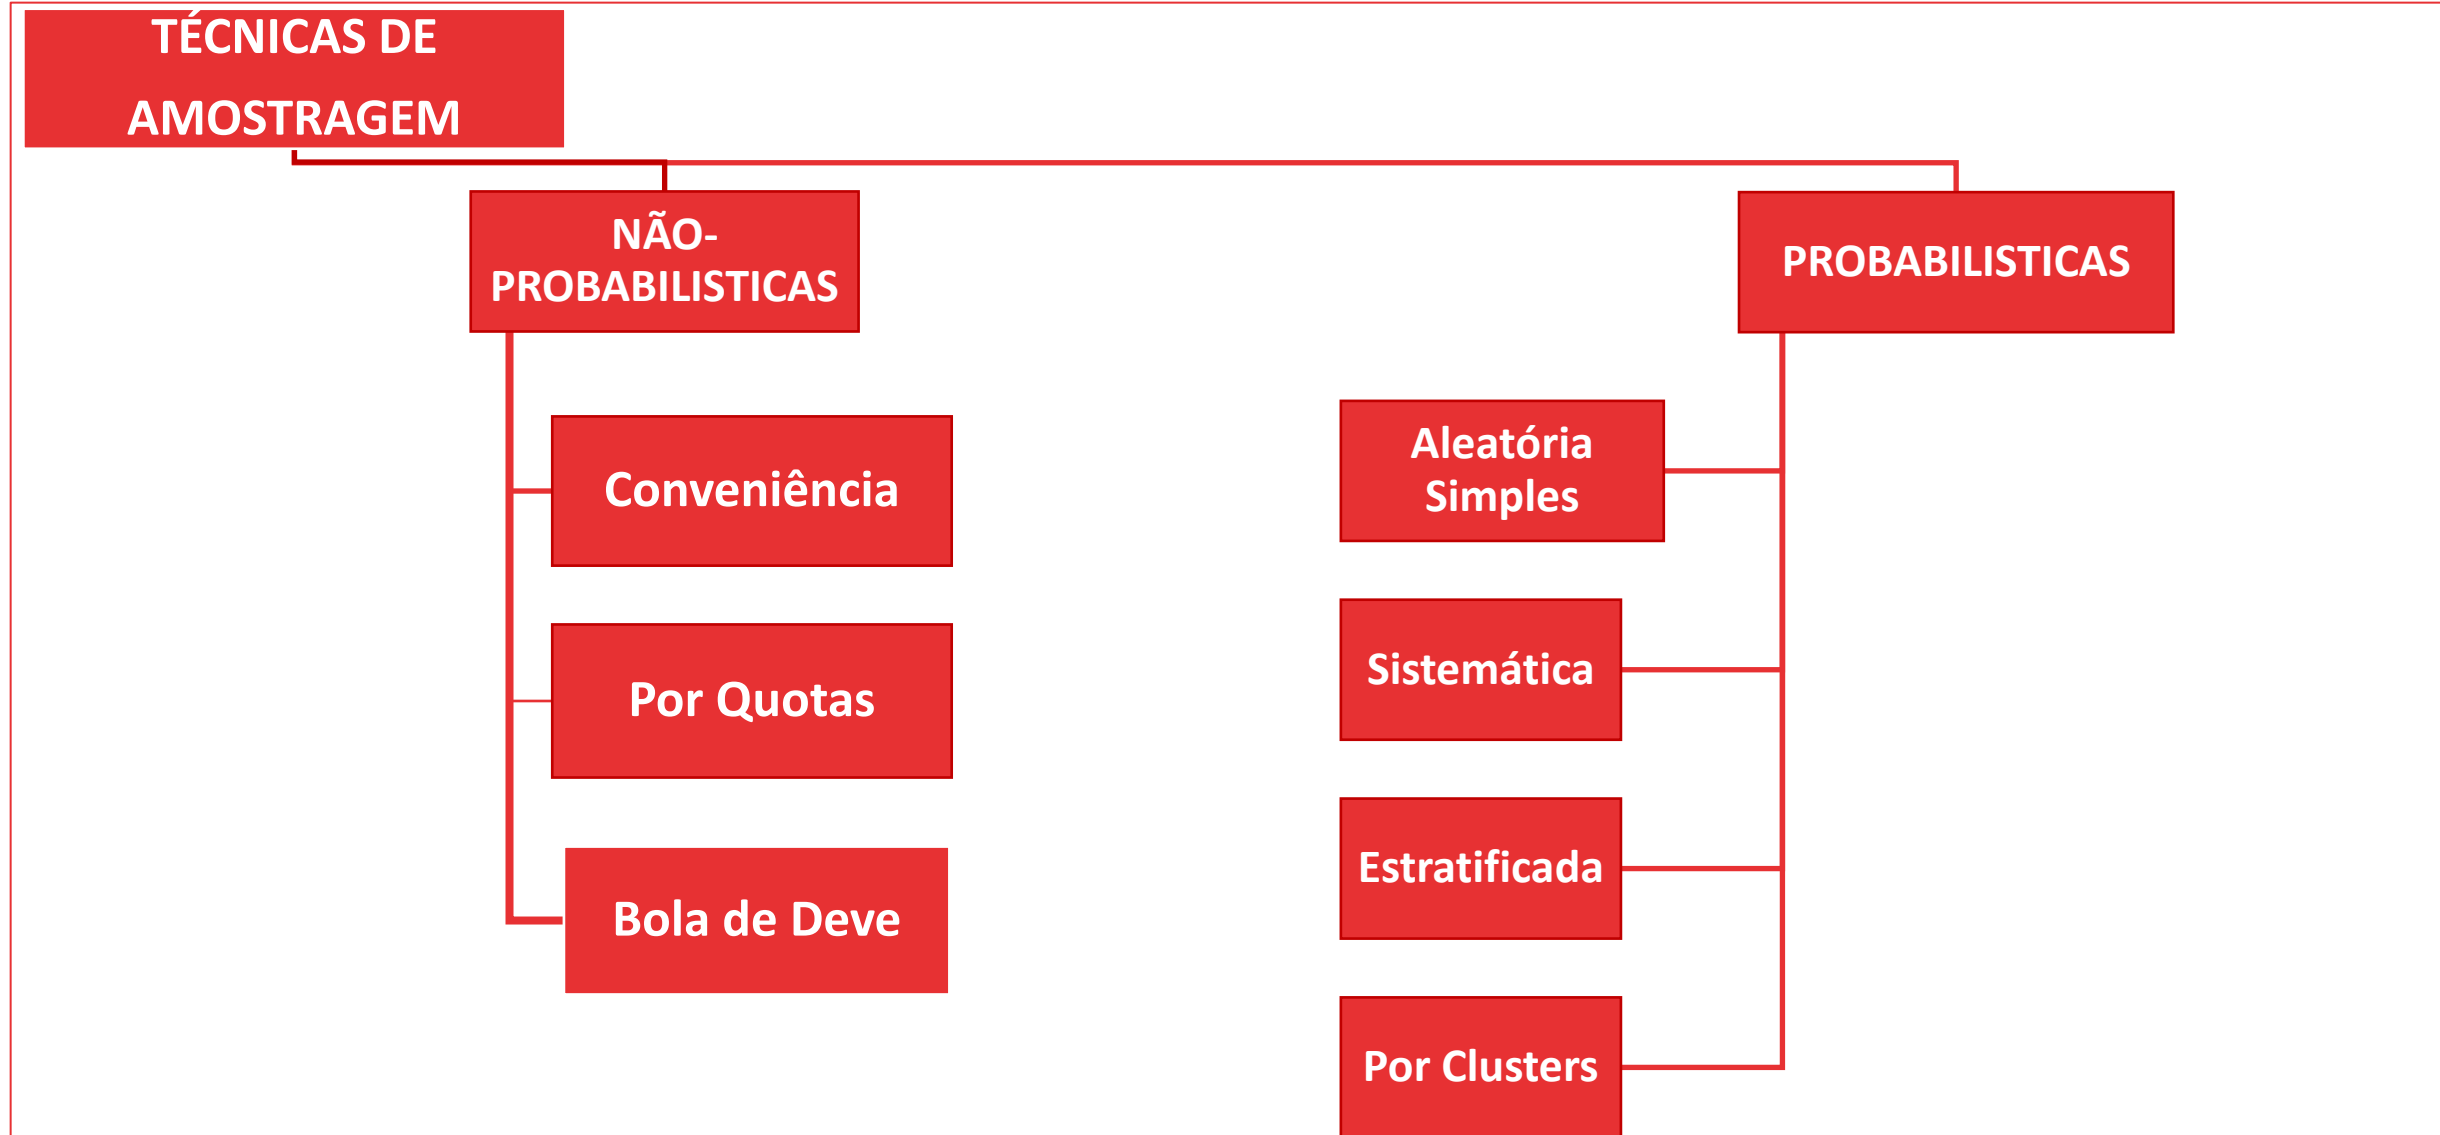 TÉCNICAS DE
AMOSTRAGEM
NÃO-
PROBABILISTICAS
Conveniência
Por Quotas
Bola de Deve
PROBABILISTICAS
Aleatória
Simples
Sistemática
Estratificada
Por Clusters